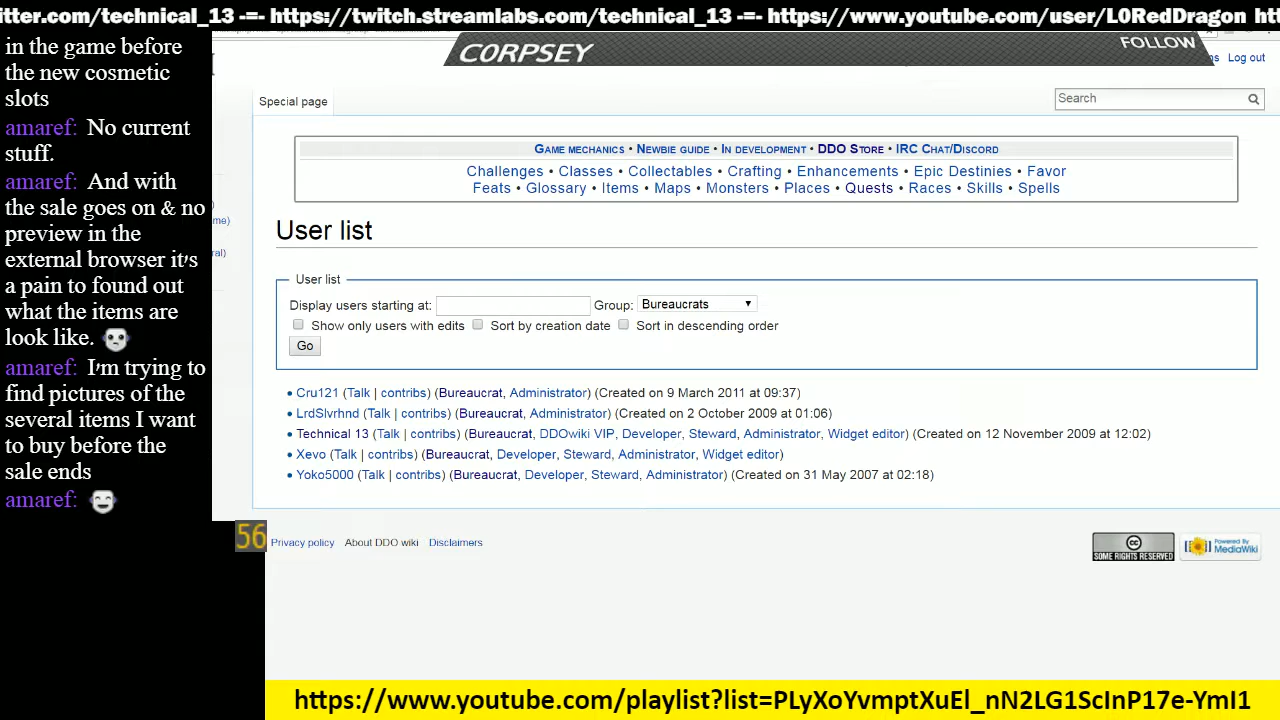 itter.com/technical_13 -=- https://twitch.streamlabs.com/technical_13 -=- https://www.youtube.com/user/L0RedDragon
in the game before
the new cosmetic
slots
amaref: No current
stuff.
amaref: And with
the sale goes on & no
preview in the
external browser it's
a pain to found out
what the items are
look like.
amaref: I'm trying to
find pictures of the
several items I want
to buy before the
sale ends
amaref:
CORPSEY
FOLLOW
ns Log out
Special page
Search
GAME MECHANICS • NEWBIE GUIDE • IN DEVELOPMENT • DDO STORE • IRC CHAT/DISCORD
Challenges • Classes • Collectables • Crafting • Enhancements • Epic Destinies • Favor
Feats • Glossary • Items • Maps • Monsters • Places • Quests • Races • Skills • Spells
me)
ral)
User list
User list
Display users starting at: Group: Bureaucrats
Show only users with edits Sort by creation date Sort in descending order
Go
• Cru121 (Talk | contribs) (Bureaucrat, Administrator) (Created on 9 March 2011 at 09:37)
• LrdSlvrhnd (Talk | contribs) (Bureaucrat, Administrator) (Created on 2 October 2009 at 01:06)
• Technical 13 (Talk | contribs) (Bureaucrat, DDOwiki VIP, Developer, Steward, Administrator, Widget editor) (Created on 12 November 2009 at 12:02)
• Xevo (Talk | contribs) (Bureaucrat, Developer, Steward, Administrator, Widget editor)
• Yoko5000 (Talk | contribs) (Bureaucrat, Developer, Steward, Administrator) (Created on 31 May 2007 at 02:18)
56
Privacy policy About DDO wiki Disclaimers
CC
SOME RIGHTS RESERVED
Powered By
MediaWiki
https://www.youtube.com/playlist?list=PLyXoYvmptXuEl_nN2LG1ScInP17e-YmI1